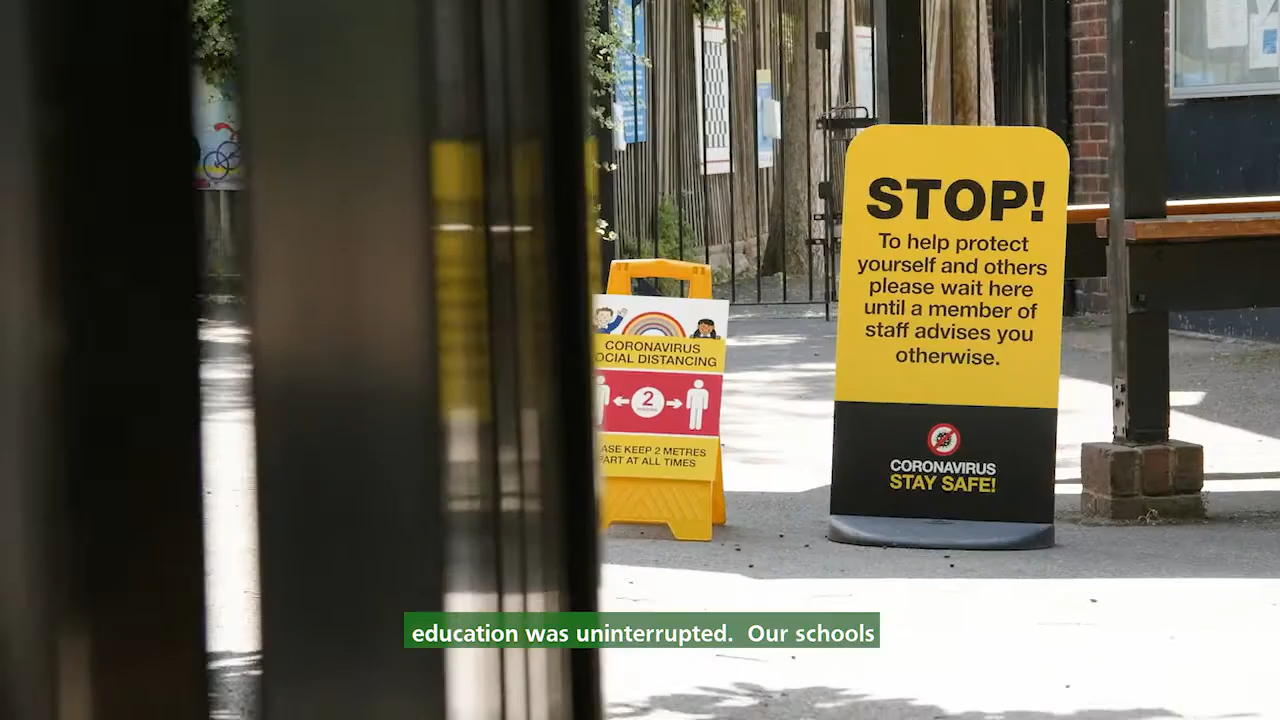 STOP!
To help protect
yourself and others
please wait here
until a member of
staff advises you
otherwise.
CORONAVIRUS
STAY SAFE!
CORONAVIRUS
OCIAL DISTANCING
2
ASE KEEP 2 METRES
PART AT ALL TIMES
education was uninterrupted. Our schools